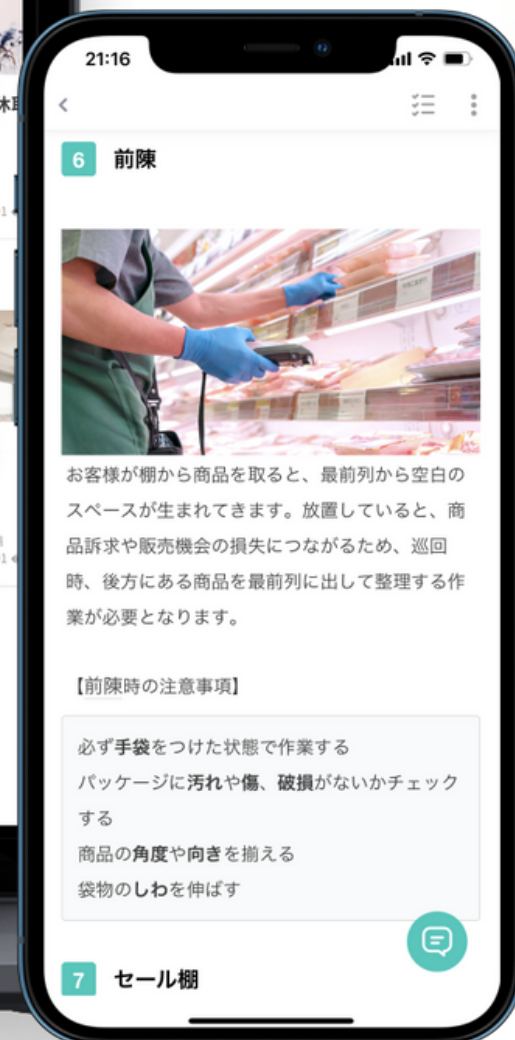 21:16
6 前陳
お客様が棚から商品を取ると、最前列から空白の
スペースが生まれてきます。放置していると、商
品訴求や販売機会の損失につながるため、巡回
時、後方にある商品を最前列に出して整理する作
業が必要となります。
【前陳時の注意事項】
必ず手袋をつけた状態で作業する
パッケージに汚れや傷、破損がないかチェック
する
商品の角度や向きを揃える
袋物のしわを伸ばす
7 セール棚